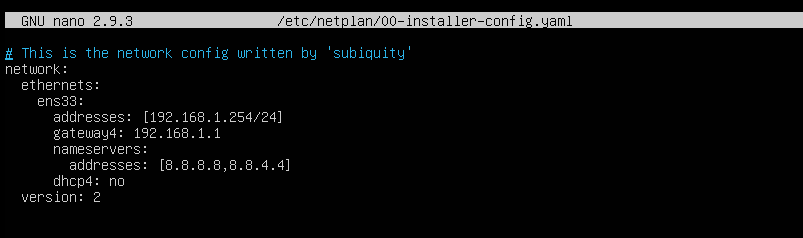 GNU nano 2.9.3 /etc/netplan/00-installer-config.yaml
# This is the network config written by 'subiquity'
network:
  ethernets:
    ens33:
      addresses: [192.168.1.254/24]
      gateway4: 192.168.1.1
      nameservers:
        addresses: [8.8.8.8,8.8.4.4]
      dhcp4: no
  version: 2